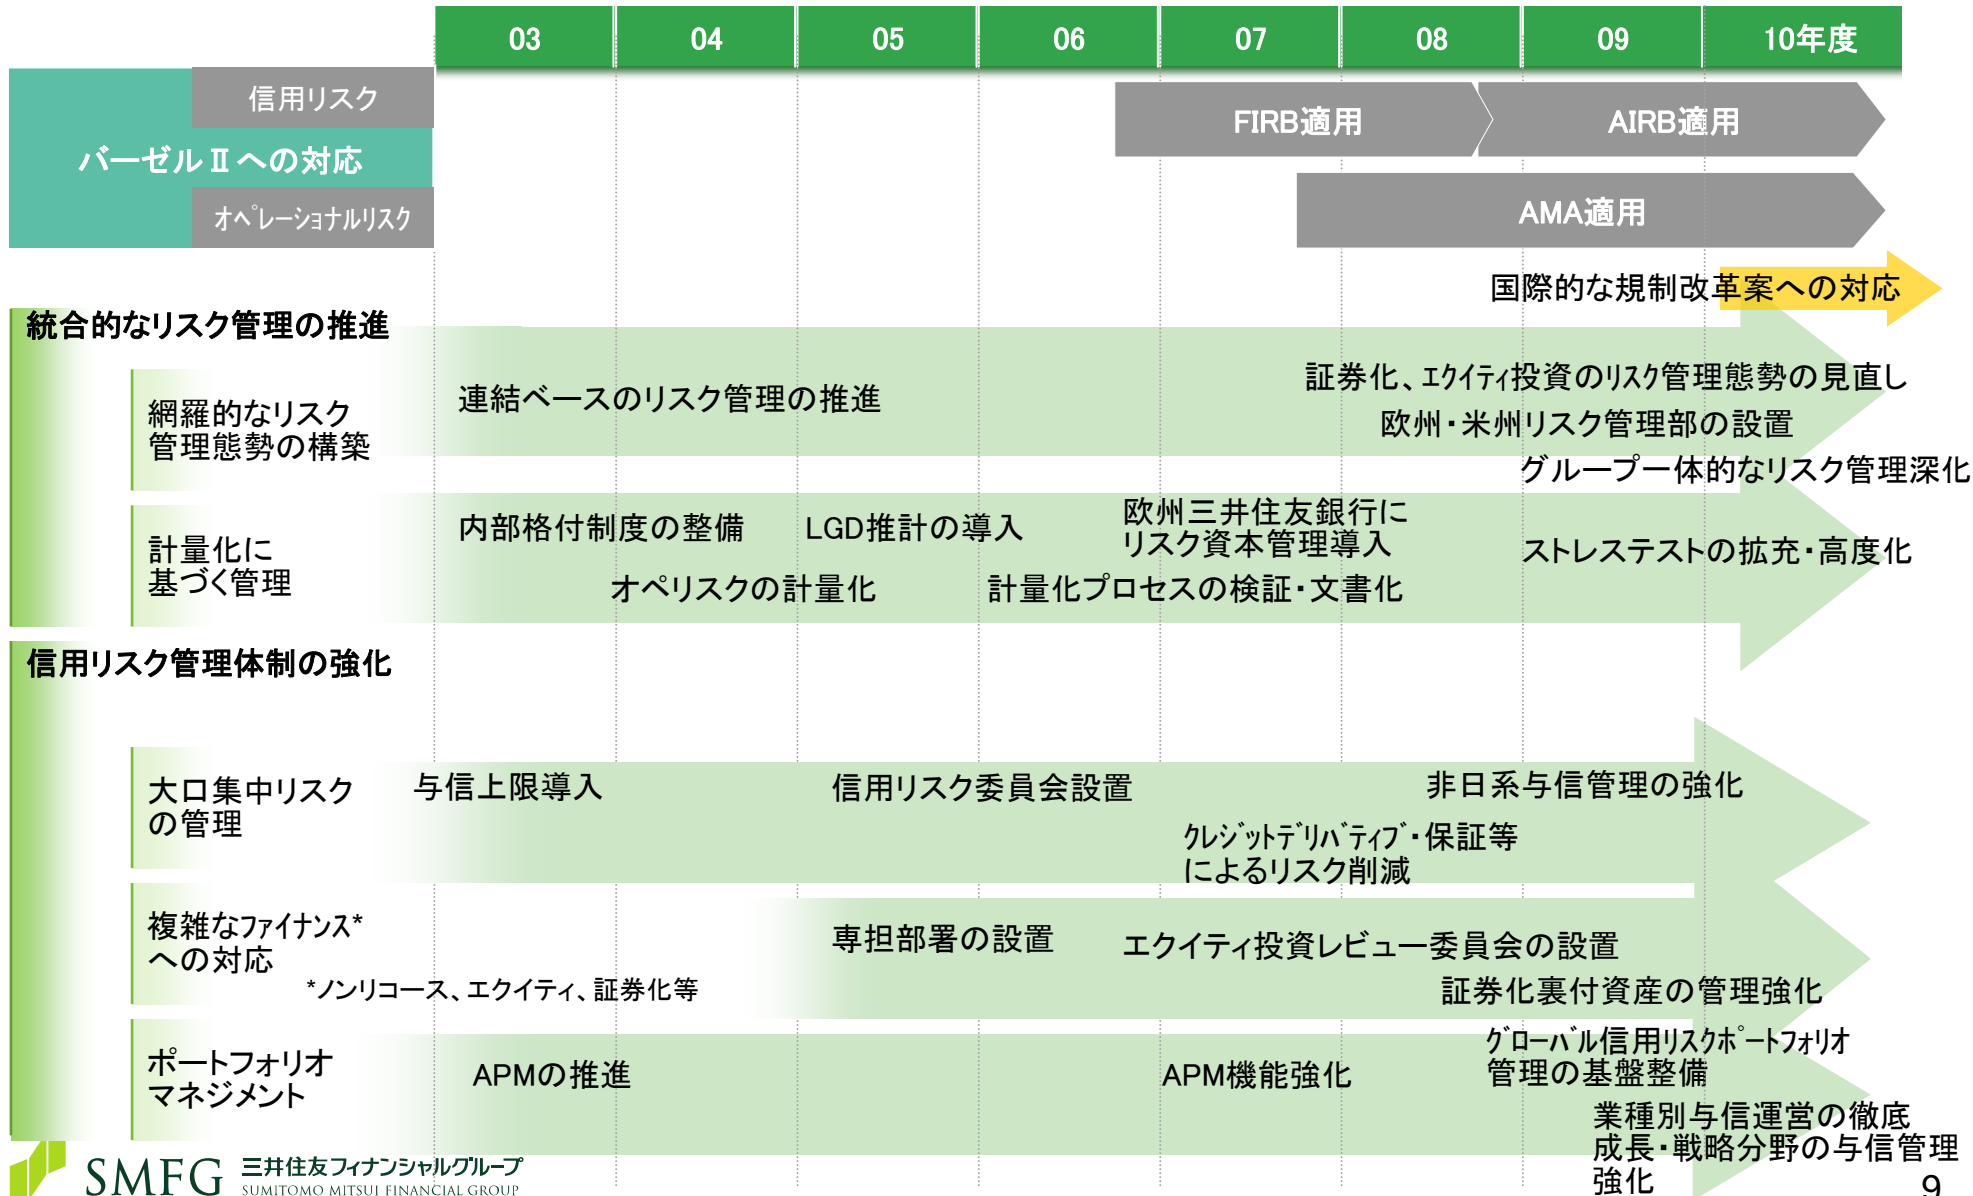 03 04 05 06 07 08 09 10年度
信用リスク
バーゼルⅡへの対応
オペレーショナルリスク
FIRB適用 AIRB適用
AMA適用
国際的な規制改革案への対応
統合的なリスク管理の推進
網羅的なリスク
管理態勢の構築
連結ベースのリスク管理の推進
証券化、エクイティ投資のリスク管理態勢の見直し
欧州・米州リスク管理部の設置
グループ一体的なリスク管理深化
計量化に
基づく管理
内部格付制度の整備
LGD推計の導入
欧州三井住友銀行に
リスク資本管理導入
ストレステストの拡充・高度化
オペリスクの計量化
計量化プロセスの検証・文書化
信用リスク管理体制の強化
大口集中リスク
の管理
与信上限導入
信用リスク委員会設置
非日系与信管理の強化
クレジットデリバティブ・保証等
によるリスク削減
複雑なファイナンス*
への対応
*ノンリコース、エクイティ、証券化等
専担部署の設置
エクイティ投資レビュー委員会の設置
証券化裏付資産の管理強化
ポートフォリオ
マネジメント
APMの推進
APM機能強化
グローバル信用リスクポートフォリオ
管理の基盤整備
業種別与信運営の徹底
成長・戦略分野の与信管理
強化
SMFG 三井住友フィナンシャルグループ
SUMITOMO MITSUI FINANCIAL GROUP
9